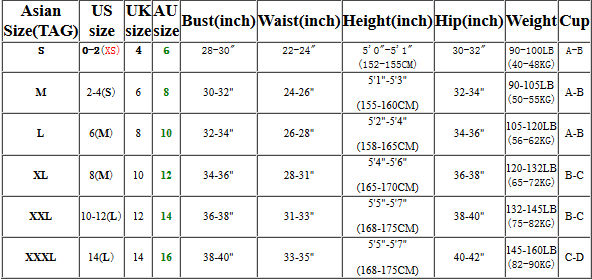 Asian Size(TAG) US size UK size AU size Bust(inch) Waist(inch) Height(inch) Hip(inch) Weight Cup
S 0-2(XS) 4 6 28-30" 22-24" 5' 0"-5' 1" (152-155CM) 30-32" 90-100LB (40-48KG) A-B
M 2-4(S) 6 8 30-32" 24-26" 5'1"-5'3" (155-160CM) 32-34" 90-105LB (50-55KG) A-B
L 6(M) 8 10 32-34" 26-28" 5'2"-5'4" (158-165CM) 34-36" 105-120LB (56-62KG) A-B
XL 8(M) 10 12 34-36" 28-31" 5'4"-5'6" (165-170CM) 36-38" 120-132LB (65-72KG) B-C
XXL 10-12(L) 12 14 36-38" 31-33" 5'5"-5'7" (168-175CM) 38-40" 132-145LB (75-82KG) B-C
XXXL 14(L) 14 16 38-40" 33-35" 5'5"-5'7" (168-175CM) 40-42" 145-160LB (82-90KG) C-D